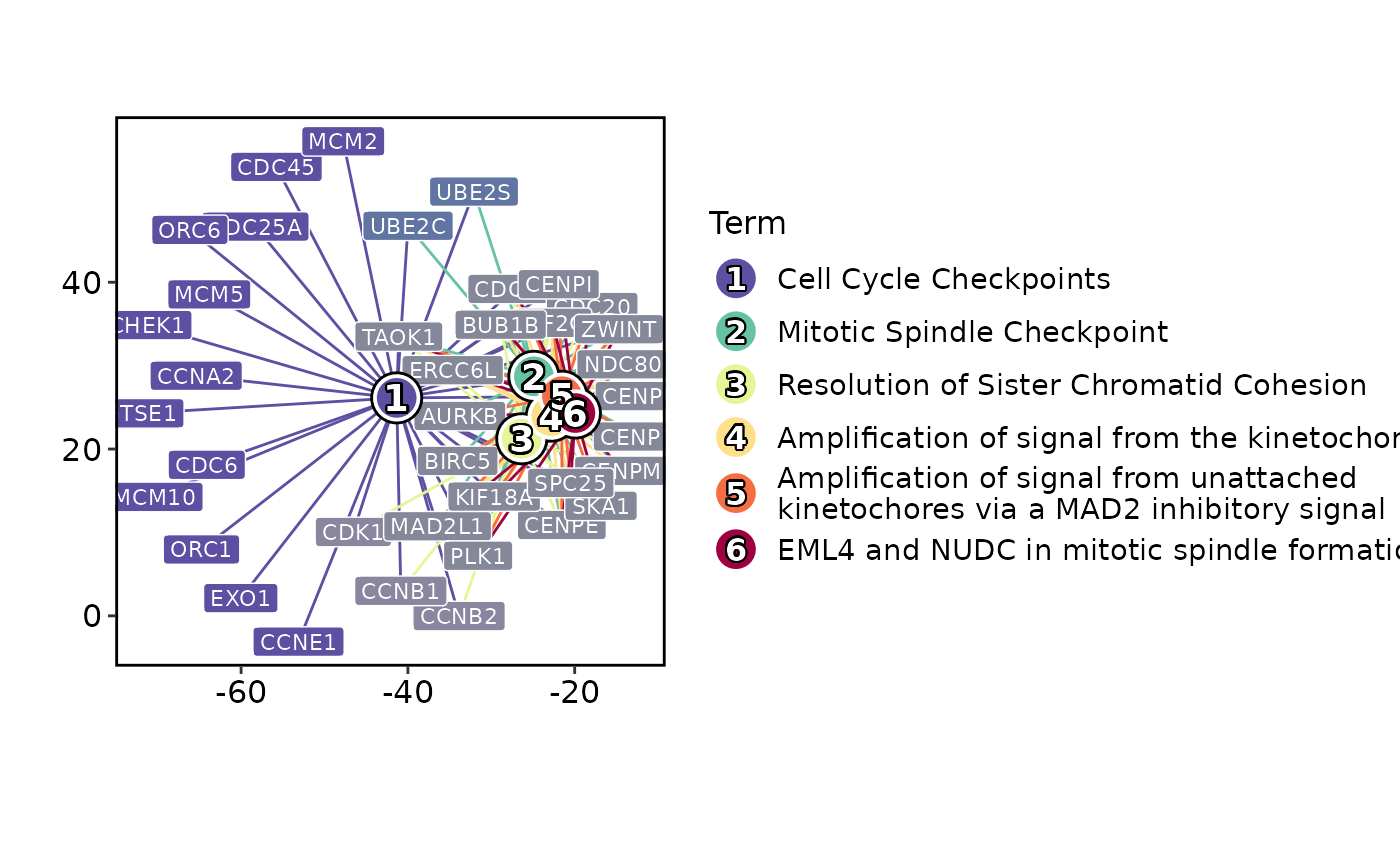 MCM2
CDC45
UBE2S
UBE2C
ORC6
DC25A
MCM5
CHEK1
CCNA2
TSE1
CDC6
MCM10
ORC1
EXO1
CCNE1
CENPI
CDC20
BUB1B
ZWINT
TAOK1
ERCC6L
NDC80
CENP
AURKB
CENP
BIRC5
CENPM
SPC25
KIF18A
SKA1
CDK1
MAD2L1
CENPE
PLK1
CCNB1
CCNB2
1
2
3
4
5
6
40
20
0
-60
-40
-20
Term
1 Cell Cycle Checkpoints
2 Mitotic Spindle Checkpoint
3 Resolution of Sister Chromatid Cohesion
4 Amplification of signal from the kinetochor
5 Amplification of signal from unattached
kinetochores via a MAD2 inhibitory signal
6 EML4 and NUDC in mitotic spindle formatio